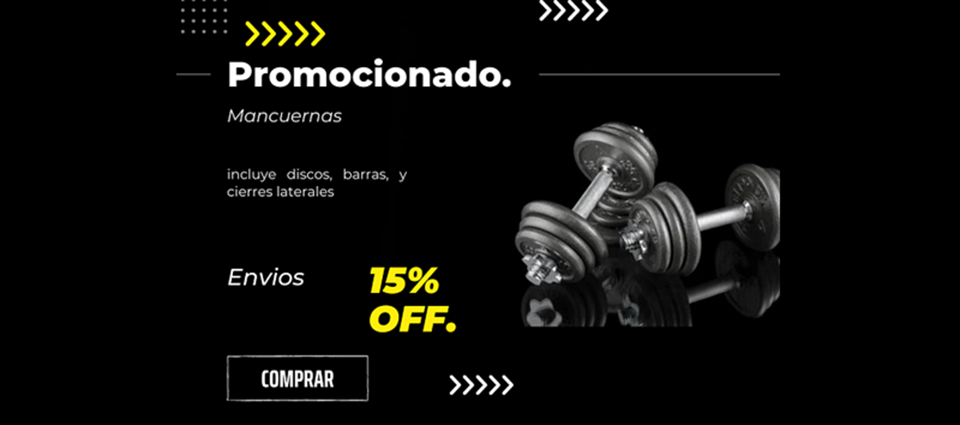 Promocionado.
Mancuernas
incluye discos, barras, y
cierres laterales
Envios
15%
OFF.
COMPRAR